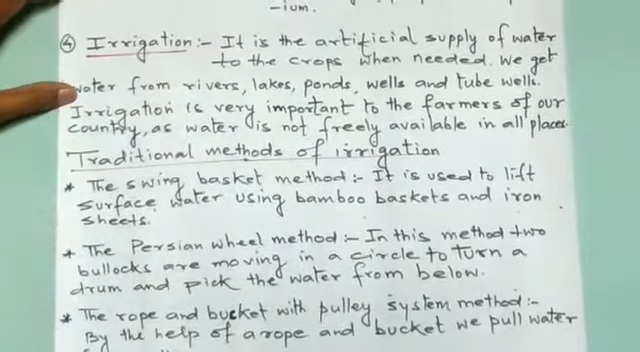 -ium.
④ Irrigation :- It is the artificial supply of water
to the crops when needed. We get
water from rivers, lakes, ponds, wells and tube wells.
Irrigation is very important to the farmers of our
country, as water is not freely available in all places.
Traditional methods of irrigation
* The swing basket method :- It is used to lift
surface water using bamboo baskets and iron
sheets.
* The Persian wheel method :- In this method two
bullocks are moving in a circle to turn a
drum and pick the water from below.
* The rope and bucket with pulley system method :-
By the help of a rope and bucket we pull water